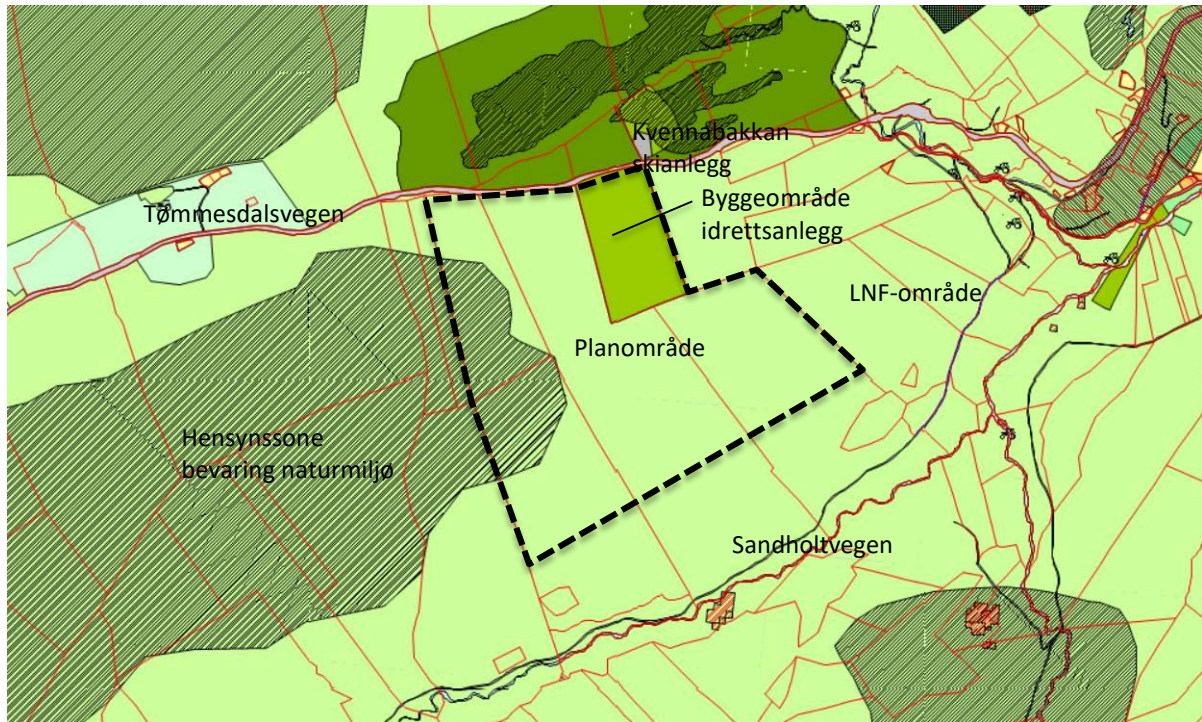 Kvennabakkan
skianlegg
Tømmesdalsvegen
Byggeområde
idrettsanlegg
LNF-område
Planområde
Hensynssone
bevaring naturmiljø
Sandholtvegen